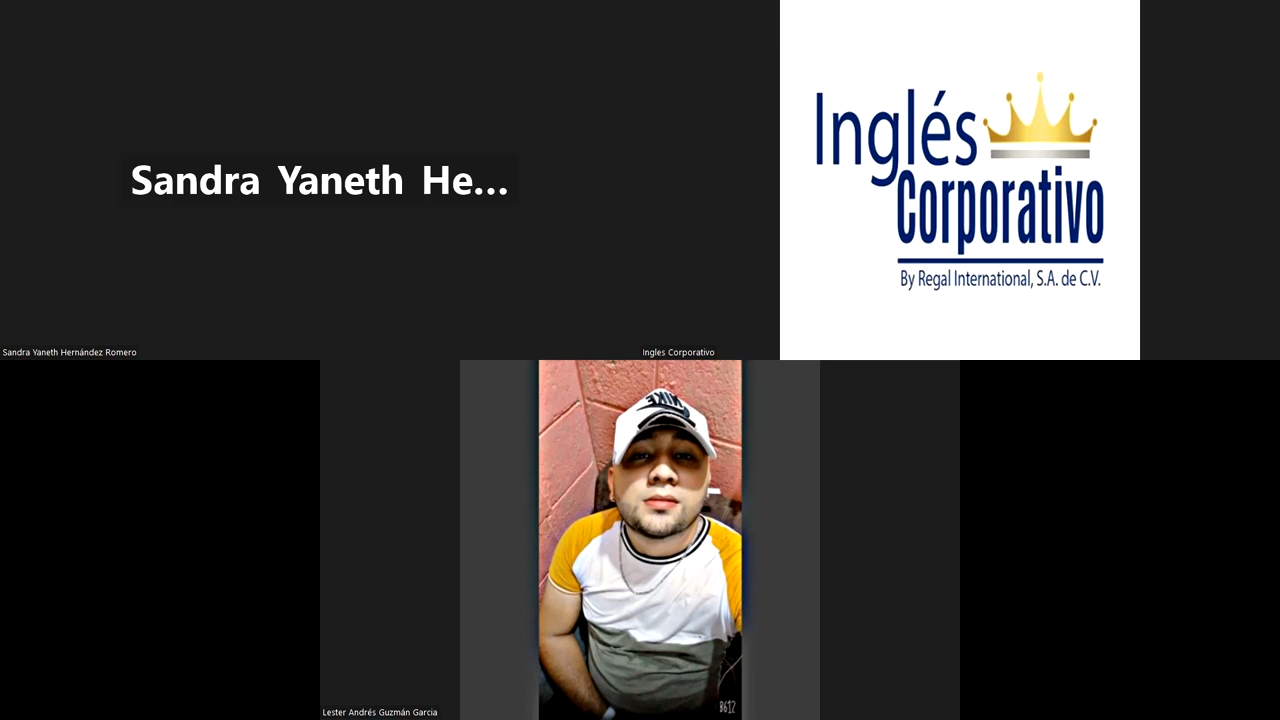 Sandra Yaneth He...
Inglés
Corporativo
By Regal International, S.A. de C.V.
Sandra Yaneth Hernández Romero
Ingles Corporativo
NIKE
B612
Lester Andrés Guzmán Garcia